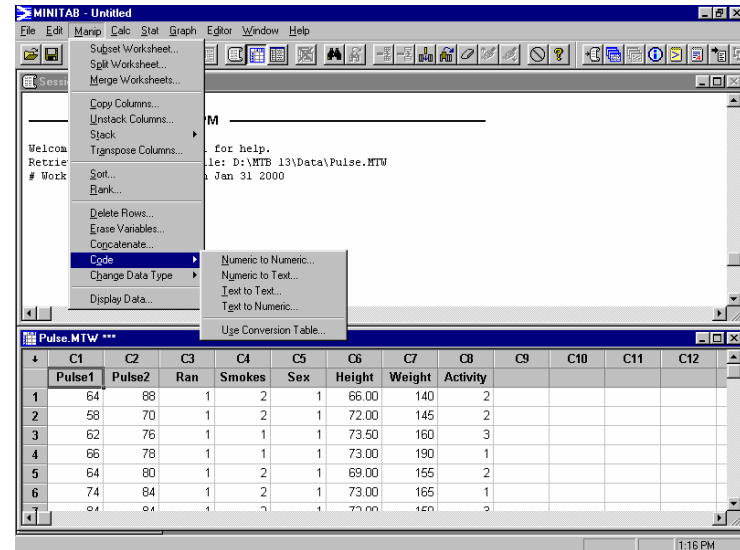 MINITAB - Untitled
File Edit Manip Calc Stat Graph Editor Window Help
Subset Worksheet...
Split Worksheet...
Merge Worksheets...
Copy Columns...
Unstack Columns...
Stack
Transpose Columns...
Sort...
Rank...
Delete Rows...
Erase Variables...
Concatenate...
Code
Change Data Type
Display Data...
Numeric to Numeric...
Numeric to Text...
Text to Text...
Text to Numeric...
Use Conversion Table...
Sessi
PM
Welcom for help.
Retrie le: D:\MTB 13\Data\Pulse.MTW
# Work n Jan 31 2000
Pulse.MTW ***
C1 C2 C3 C4 C5 C6 C7 C8 C9 C10 C11 C12
Pulse1 Pulse2 Ran Smokes Sex Height Weight Activity
1 64 88 1 2 1 66.00 140 2
2 58 70 1 2 1 72.00 145 2
3 62 76 1 1 1 73.50 160 3
4 66 78 1 1 1 73.00 190 1
5 64 80 1 2 1 69.00 155 2
6 74 84 1 2 1 73.00 165 1
1:16 PM